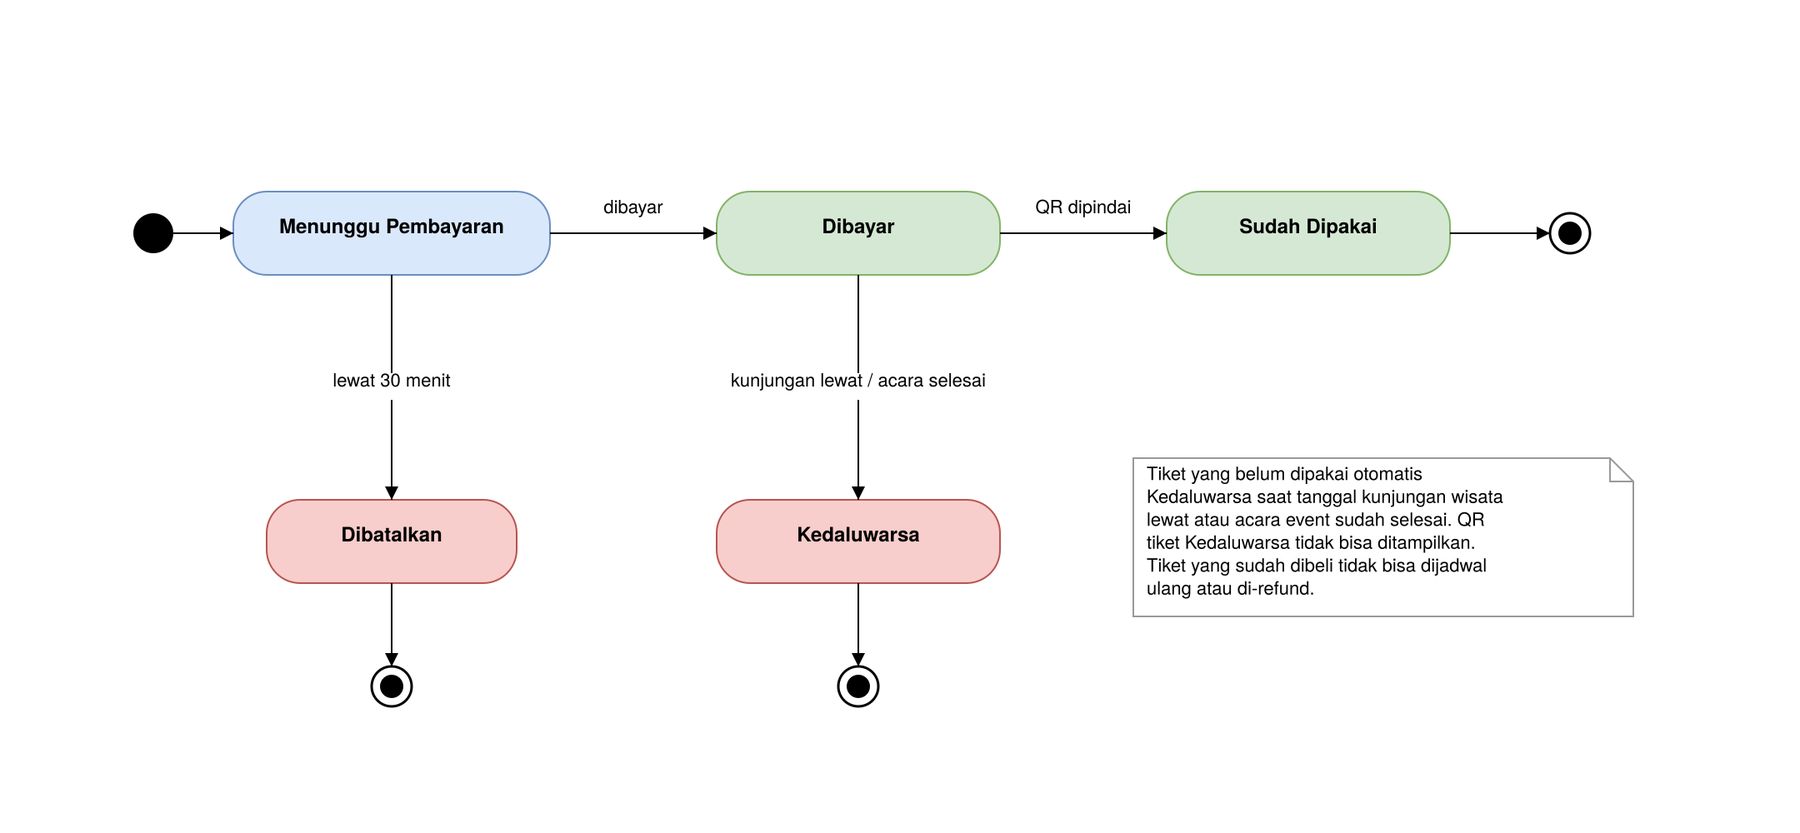 Menunggu Pembayaran
dibayar
Dibayar
QR dipindai
Sudah Dipakai
lewat 30 menit
kunjungan lewat / acara selesai
Dibatalkan
Kedaluwarsa
Tiket yang belum dipakai otomatis
Kedaluwarsa saat tanggal kunjungan wisata
lewat atau acara event sudah selesai. QR
tiket Kedaluwarsa tidak bisa ditampilkan.
Tiket yang sudah dibeli tidak bisa dijadwal
ulang atau di-refund.